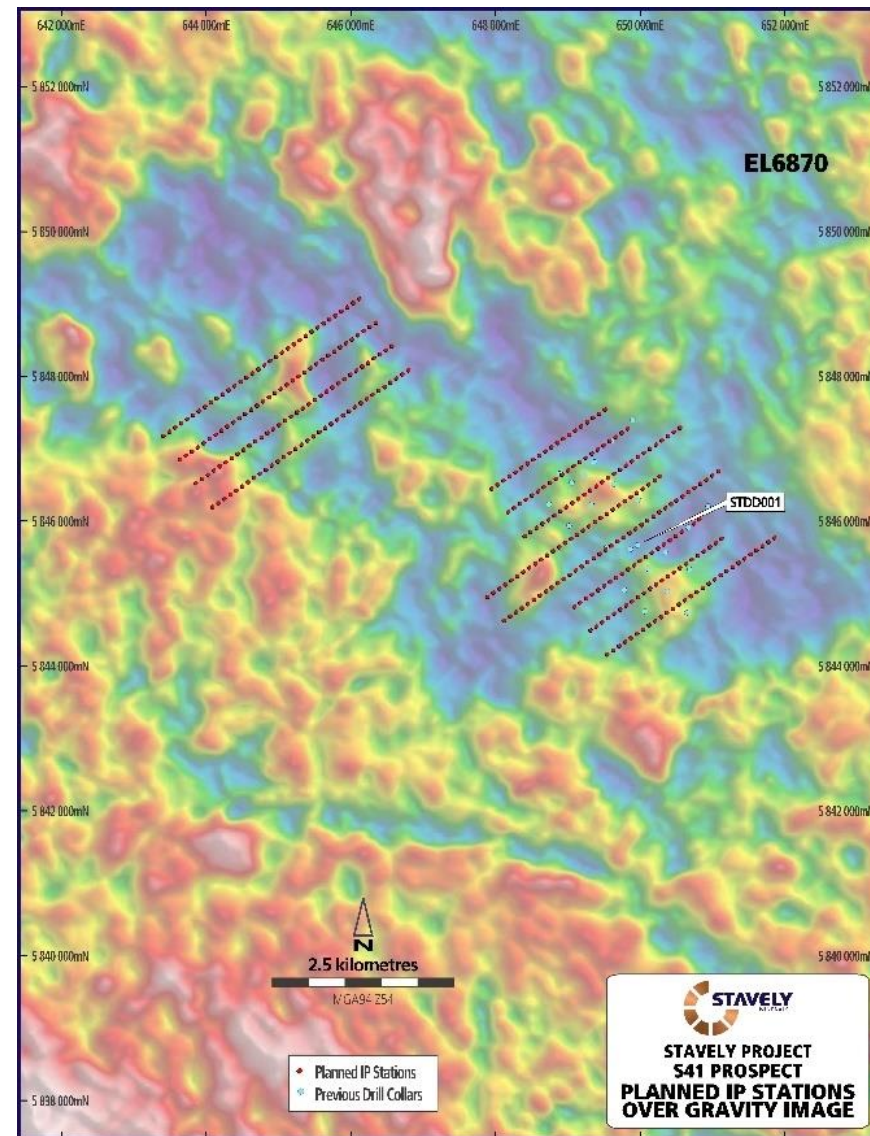 642 000mE 644 000mE 646 000mE 648 000mE 650 000mE 652 000mE
5 852 000mN 5 852 000mN
EL6870
5 850 000mN 5 850 000mN
5 848 000mN 5 848 000mN
5 846 000mN 5 846 000mN
STDD001
5 844 000mN 5 844 000mN
5 842 000mN 5 842 000mN
5 840 000mN 5 840 000mN
N
2.5 kilometres
MGA94 Z54
Planned IP Stations
Previous Drill Collars
5 838 000mN
STAVELY
STAVELY PROJECT
S41 PROSPECT
PLANNED IP STATIONS
OVER GRAVITY IMAGE